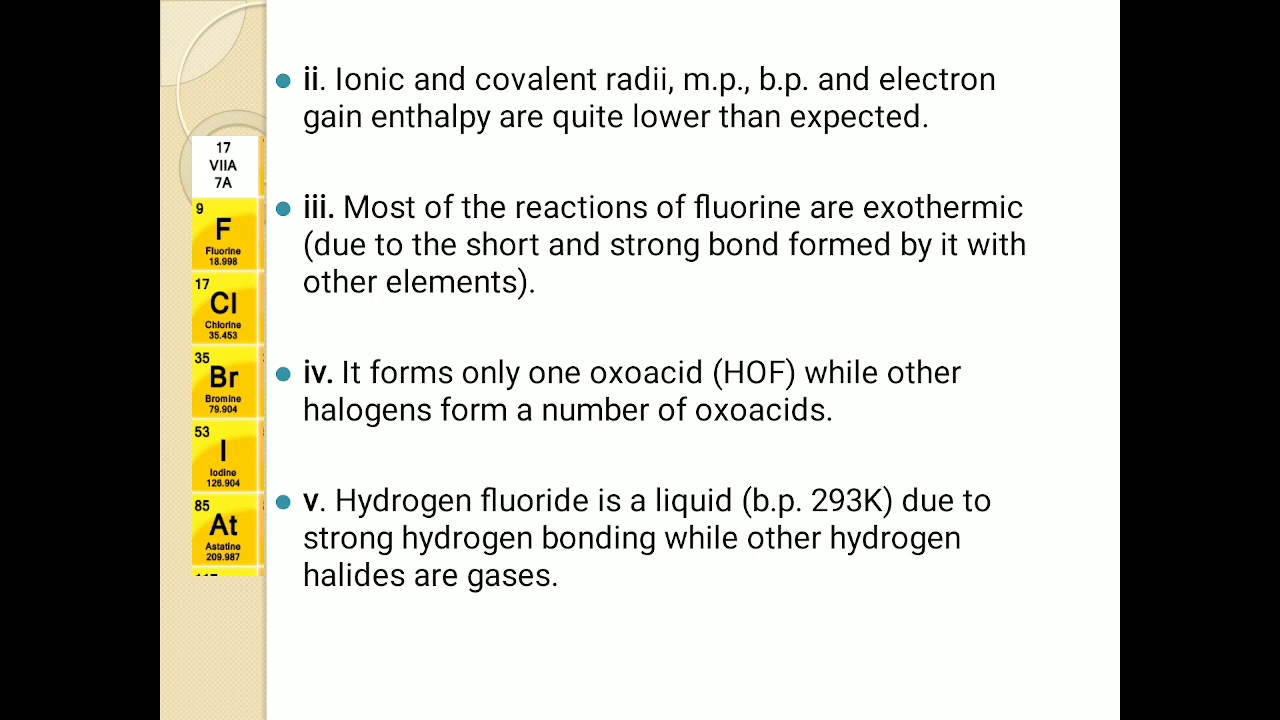 17
VIIA
7A
9
F
Fluorine
18.998
17
Cl
Chlorine
35.453
35
Br
Bromine
79.904
53
I
Iodine
126.904
85
At
Astatine
209.987
ii. Ionic and covalent radii, m.p., b.p. and electron
gain enthalpy are quite lower than expected.
iii. Most of the reactions of fluorine are exothermic
(due to the short and strong bond formed by it with
other elements).
iv. It forms only one oxoacid (HOF) while other
halogens form a number of oxoacids.
v. Hydrogen fluoride is a liquid (b.p. 293K) due to
strong hydrogen bonding while other hydrogen
halides are gases.